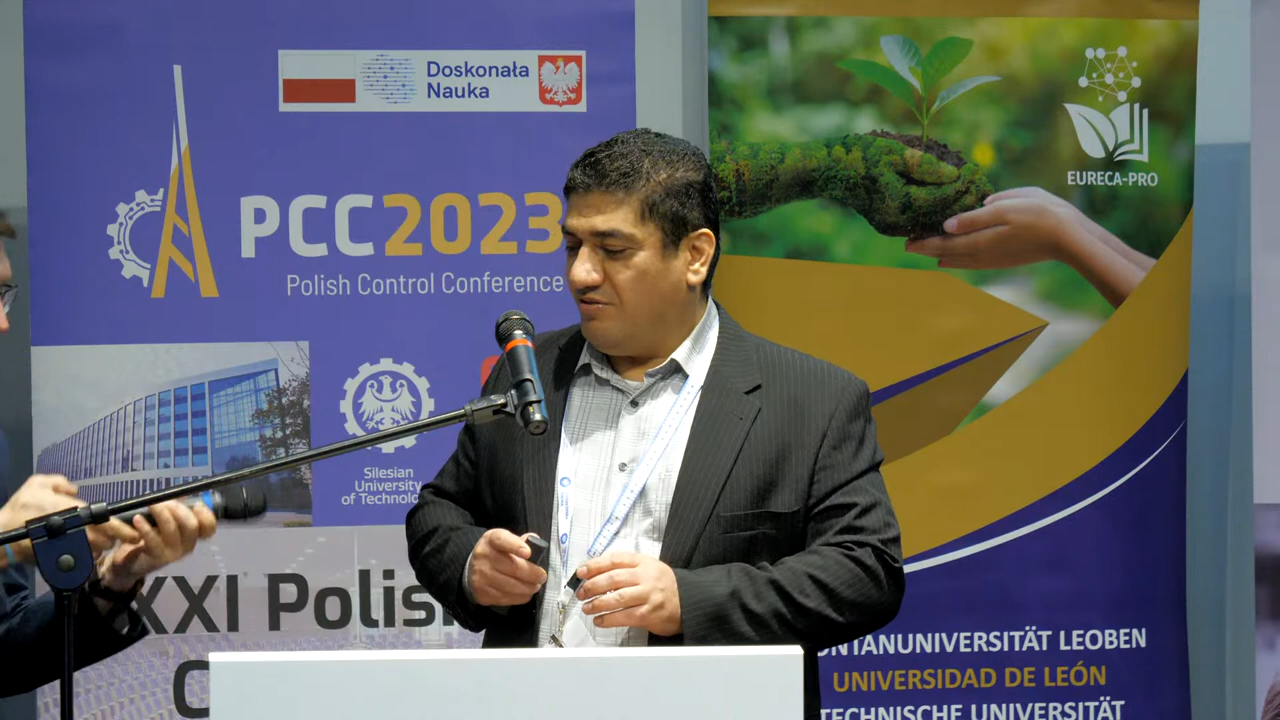 Doskonała
Nauka
PCC2023
Polish Control Conference
Silesian
University
of Technolo
XXI Polis
C
EURECA-PRO
NTANUNIVERSITÄT LEOBEN
UNIVERSIDAD DE LEÓN
TECHNISCHE UNIVERSITÄT